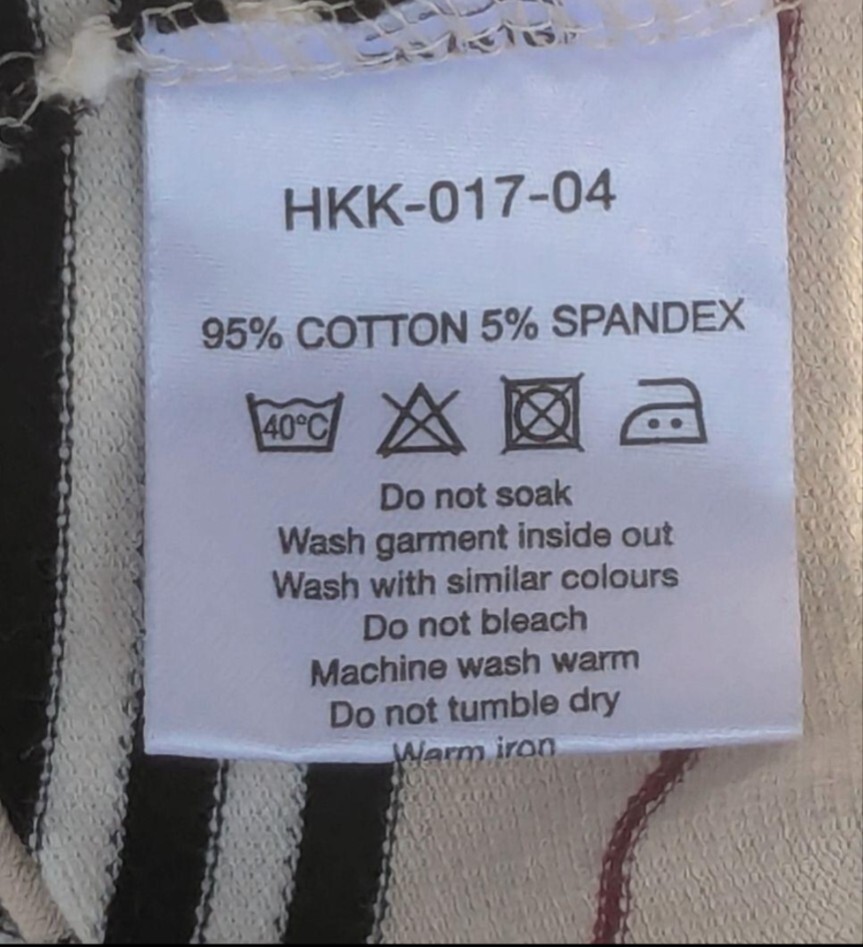 HKK-017-04
95% COTTON 5% SPANDEX
40°C
Do not soak
Wash garment inside out
Wash with similar colours
Do not bleach
Machine wash warm
Do not tumble dry
Warm iron